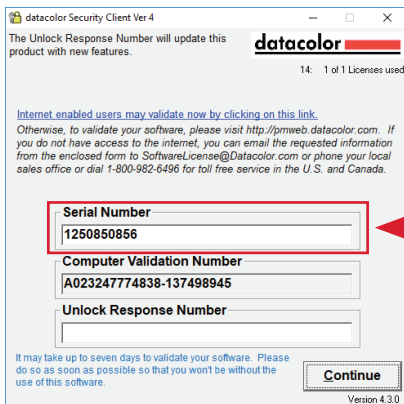 datacolor Security Client Ver 4
The Unlock Response Number will update this
product with new features.
datacolor
14: 1 of 1 Licenses used
Internet enabled users may validate now by clicking on this link.
Otherwise, to validate your software, please visit http://pmweb.datacolor.com. If
you do not have access to the internet, you can email the requested information
from the enclosed form to SoftwareLicense@Datacolor.com or phone your local
sales office or dial 1-800-982-6496 for toll free service in the U.S. and Canada.
Serial Number
1250850856
Computer Validation Number
A023247774838-137498945
Unlock Response Number
It may take up to seven days to validate your software. Please
do so as soon as possible so that you won't be without the
use of this software.
Continue
Version 4.3.0